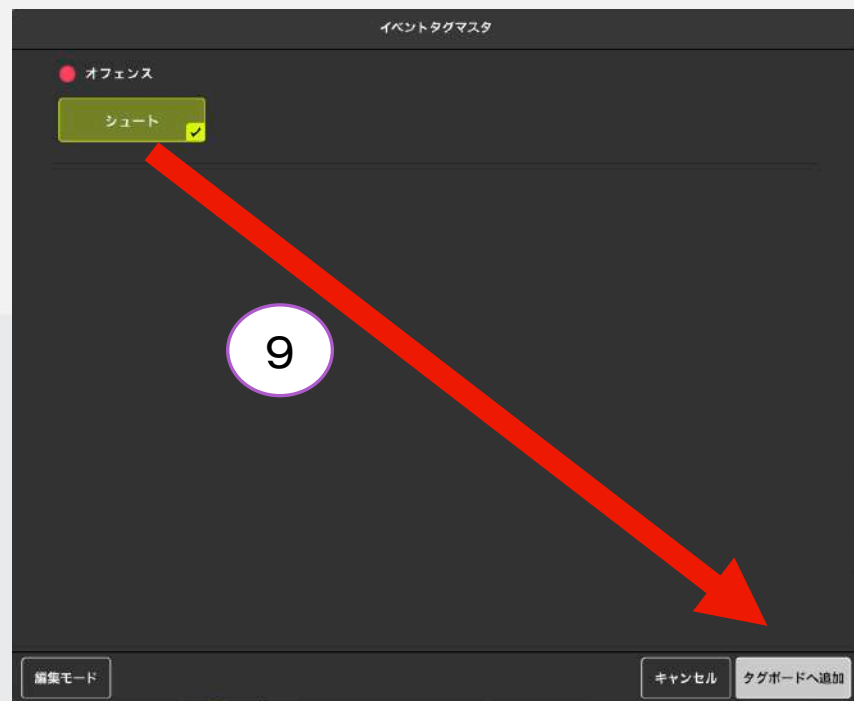 イベントタグマスタ
オフェンス
シュート
9
編集モード
キャンセル
タグボードへ追加